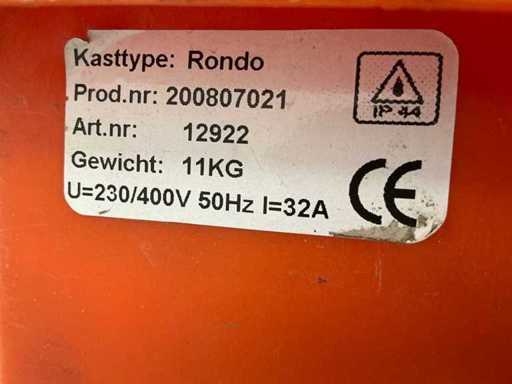 Kasttype: Rondo
Prod.nr: 200807021
Art.nr: 12922
Gewicht: 11KG
U=230/400V 50Hz I=32A
IP 44
CE